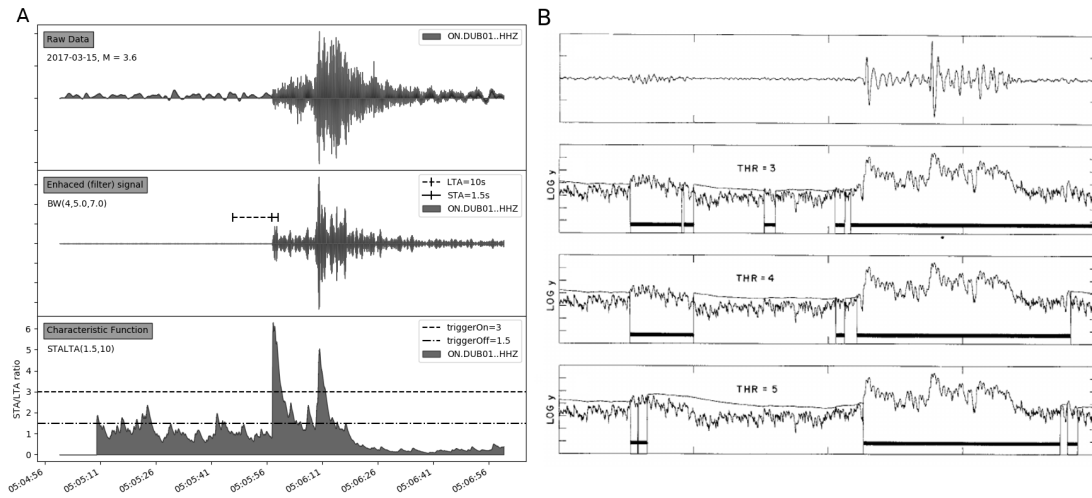 A
Raw Data
2017-03-15, M = 3.6
ON.DUB01..HHZ
Enhaced (filter) signal
BW(4,5.0,7.0)
LTA=10s
STA=1.5s
ON.DUB01..HHZ
Characteristic Function
STALTA(1.5,10)
triggerOn=3
triggerOff=1.5
ON.DUB01..HHZ
STA/LTA ratio
6
5
4
3
2
1
0
05:04:56
05:05:11
05:05:26
05:05:41
05:05:56
05:06:11
05:06:26
05:06:41
05:06:56
B
THR = 3
LOG y
THR = 4
LOG y
THR = 5
LOG y